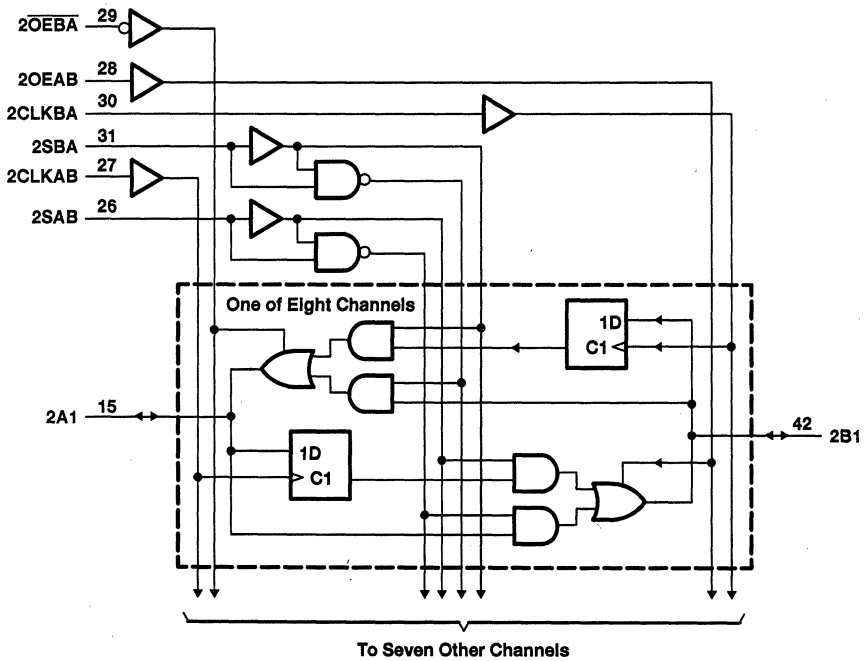 2O̅E̅B̅A̅ 29
2OEAB 28
2CLKBA 30
2SBA 31
2CLKAB 27
2SAB 26
One of Eight Channels
1D
C1
2A1 15
1D
C1
42 2B1
To Seven Other Channels